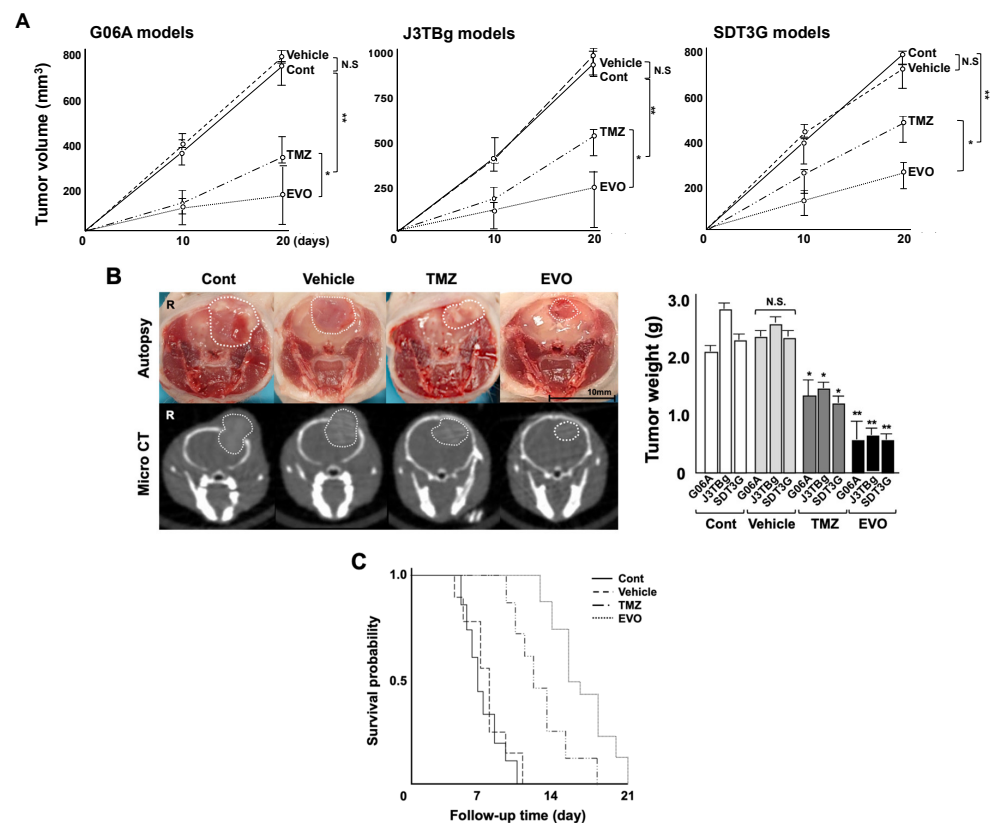 A
G06A models
J3TBg models
SDT3G models
Tumor volume (mm³)
800
600
400
200
0
10
20 (days)
Vehicle
Cont
TMZ
EVO
N.S
**
*
1000
750
500
250
0
10
20
Vehicle
Cont
TMZ
EVO
N.S
**
*
800
600
400
200
0
10
20
Cont
Vehicle
TMZ
EVO
N.S
**
*
B
Cont
Vehicle
TMZ
EVO
Autopsy
R
10mm
Micro CT
R
Tumor weight (g)
3.0
2.0
1.0
0
N.S.
* * *
** ** **
G06A J3TBg SDT3G G06A J3TBg SDT3G G06A J3TBg SDT3G G06A J3TBg SDT3G
Cont Vehicle TMZ EVO
C
Survival probability
1.0
0.5
0
7
14
21
Follow-up time (day)
Cont
Vehicle
TMZ
EVO